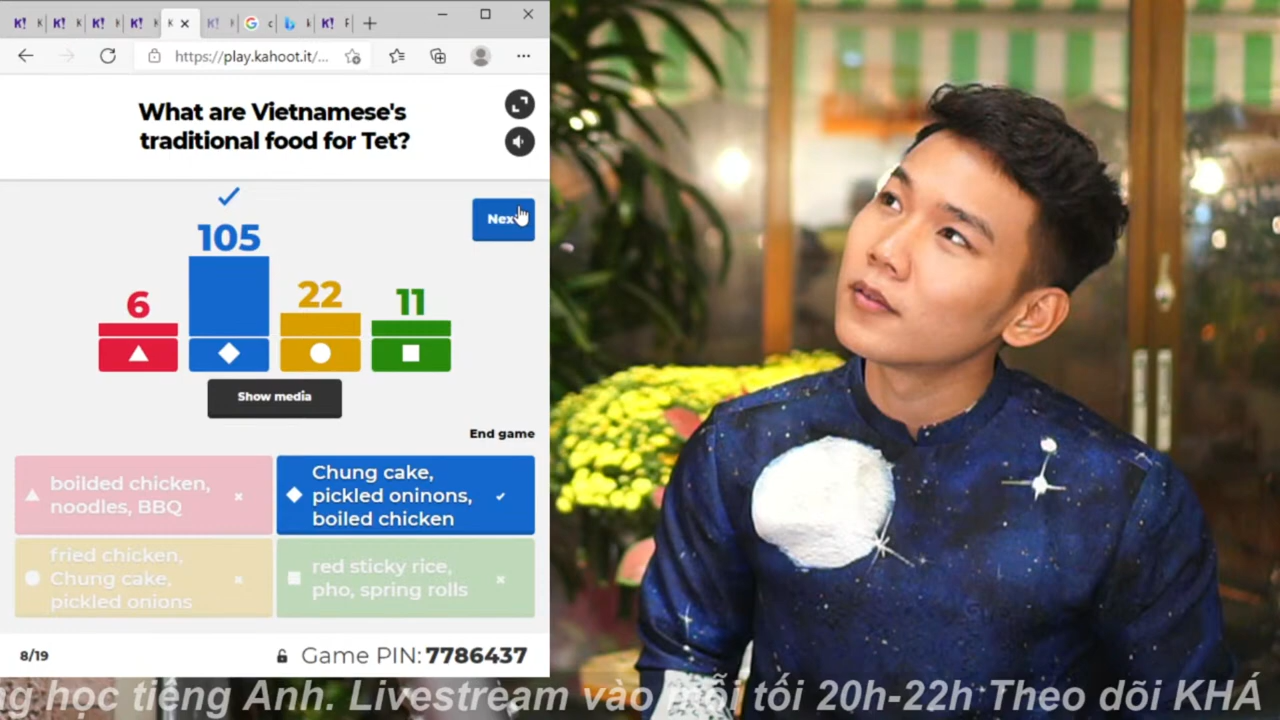 https://play.kahoot.it/...
What are Vietnamese's
traditional food for Tet?
Nex
105
6
22
11
Show media
End game
boilded chicken,
noodles, BBQ
Chung cake,
pickled oninons,
boiled chicken
fried chicken,
Chung cake,
pickled onions
red sticky rice,
pho, spring rolls
8/19
Game PIN: 7786437
ng học tiếng Anh. Livestream vào mỗi tối 20h-22h Theo dõi KHÁ